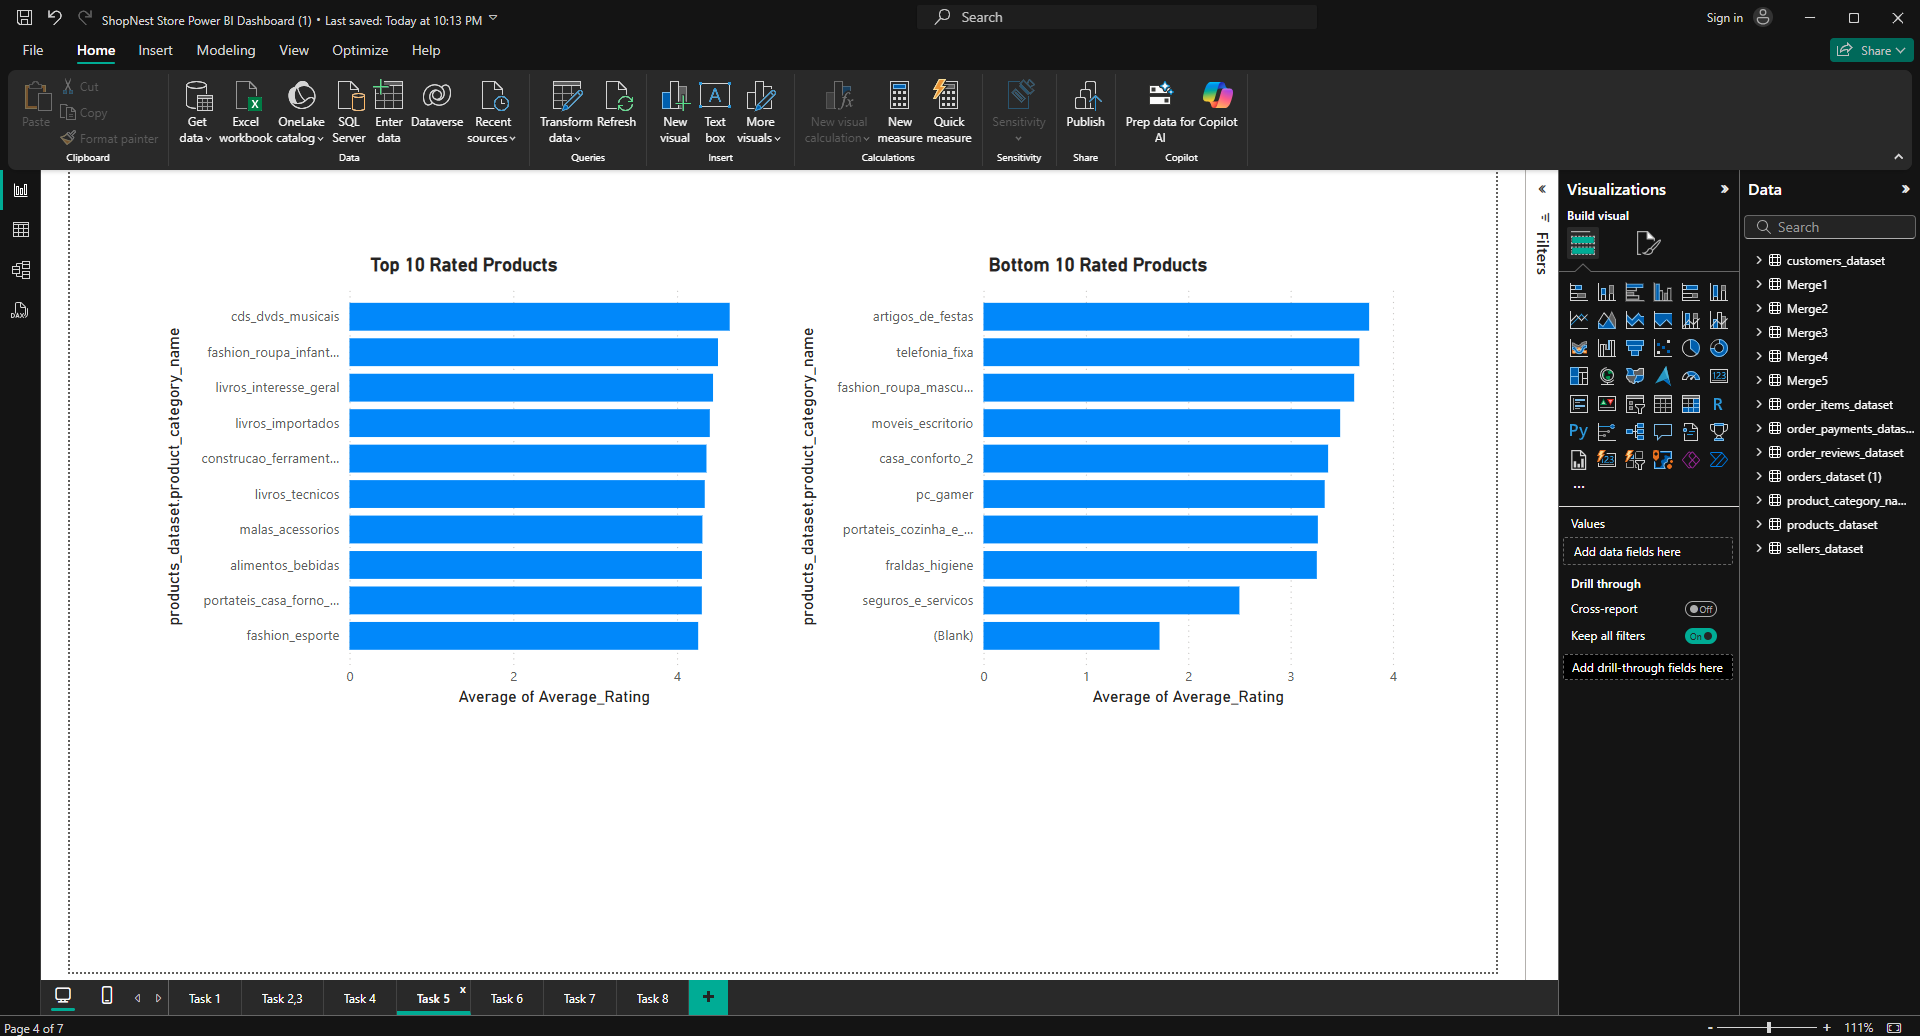 ShopNest Store Power BI Dashboard (1) • Last saved: Today at 10:13 PM
Search
Sign in
File
Home
Insert
Modeling
View
Optimize
Help
Share
Paste
Cut
Copy
Format painter
Clipboard
Get data
Excel workbook
OneLake catalog
SQL Server
Enter data
Dataverse
Recent sources
Data
Transform data
Refresh
Queries
New visual
Text box
More visuals
Insert
New visual calculation
New measure
Quick measure
Calculations
Sensitivity
Sensitivity
Publish
Share
Prep data for AI
Copilot
Copilot
Top 10 Rated Products
products_dataset.product_category_name
cds_dvds_musicais
fashion_roupa_infant...
livros_interesse_geral
livros_importados
construcao_ferrament...
livros_tecnicos
malas_acessorios
alimentos_bebidas
portateis_casa_forno_...
fashion_esporte
0 2 4
Average of Average_Rating
Bottom 10 Rated Products
products_dataset.product_category_name
artigos_de_festas
telefonia_fixa
fashion_roupa_mascu...
moveis_escritorio
casa_conforto_2
pc_gamer
portateis_cozinha_e_...
fraldas_higiene
seguros_e_servicos
(Blank)
0 1 2 3 4
Average of Average_Rating
Filters
Visualizations
Build visual
123
R
Py
123
...
Values
Add data fields here
Drill through
Cross-report
Off
Keep all filters
On
Add drill-through fields here
Data
Search
customers_dataset
Merge1
Merge2
Merge3
Merge4
Merge5
order_items_dataset
order_payments_datas...
order_reviews_dataset
orders_dataset (1)
product_category_na...
products_dataset
sellers_dataset
Task 1
Task 2,3
Task 4
Task 5
x
Task 6
Task 7
Task 8
+
Page 4 of 7
- + 111%